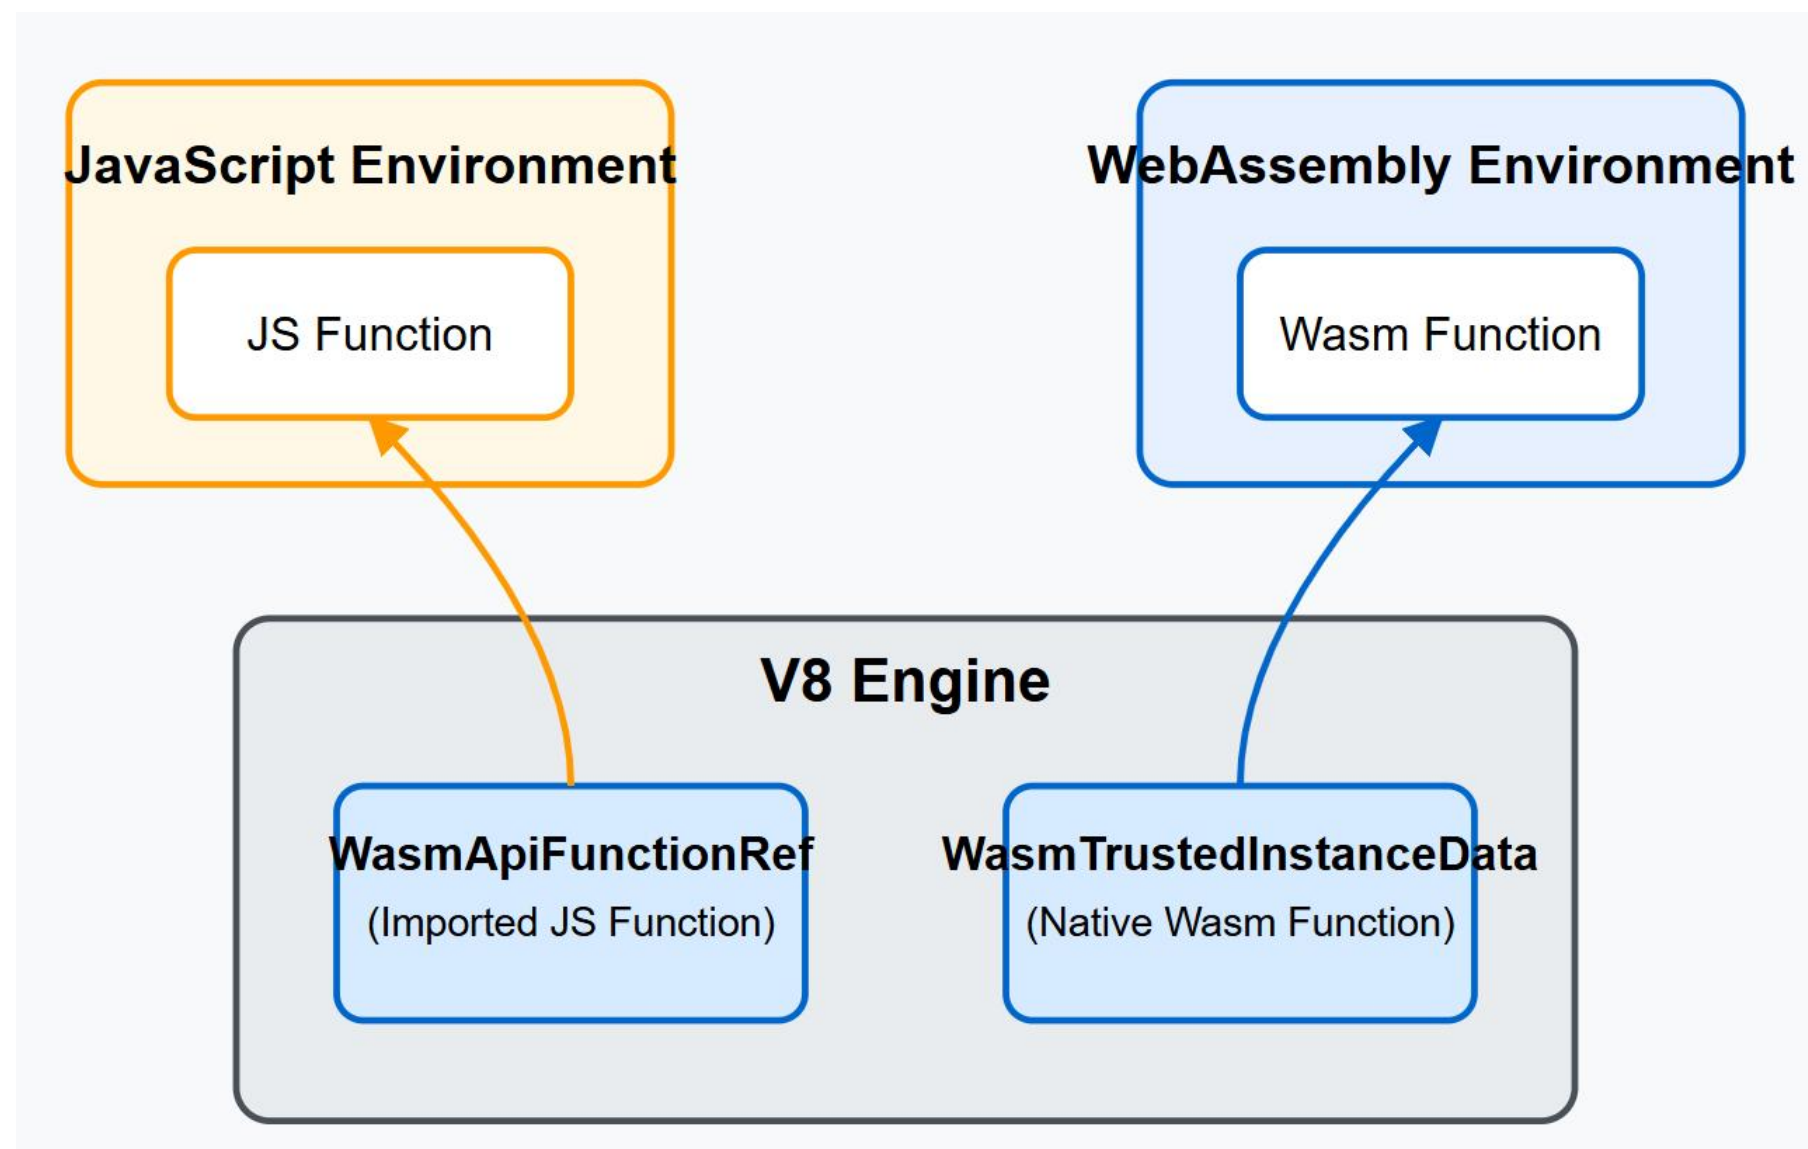 JavaScript Environment
JS Function
WebAssembly Environment
Wasm Function
V8 Engine
WasmApiFunctionRef
(Imported JS Function)
WasmTrustedInstanceData
(Native Wasm Function)